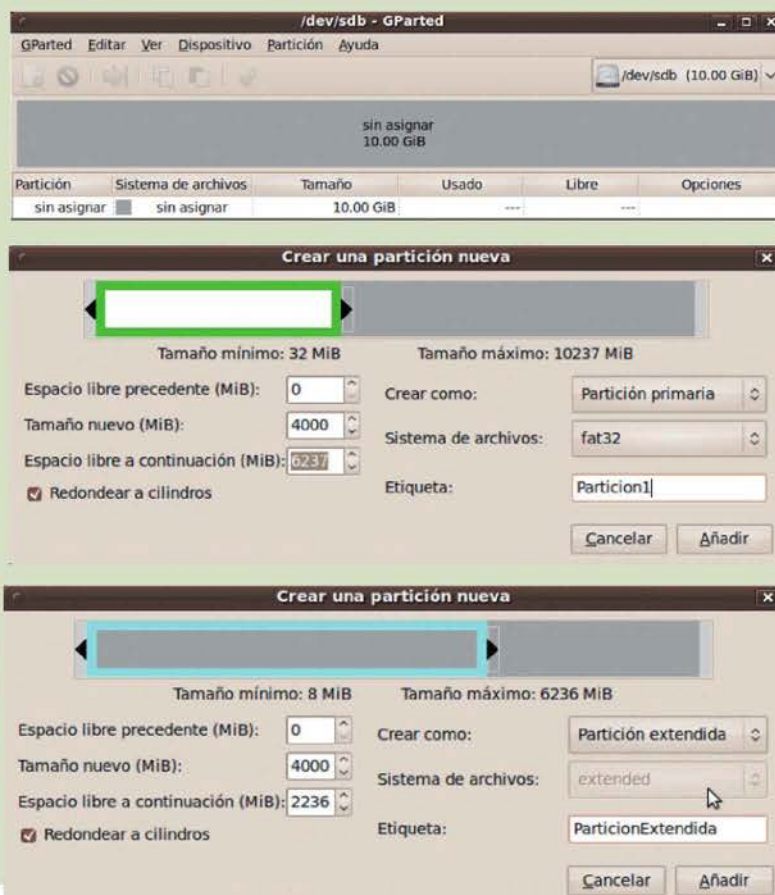 /dev/sdb - GParted
GParted Editar Ver Dispositivo Partición Ayuda
/dev/sdb (10.00 GiB)
sin asignar
10.00 GiB
Partición Sistema de archivos Tamaño Usado Libre Opciones
sin asignar sin asignar 10.00 GiB --- ---
Crear una partición nueva
Tamaño mínimo: 32 MiB Tamaño máximo: 10237 MiB
Espacio libre precedente (MiB): 0 Crear como: Partición primaria
Tamaño nuevo (MiB): 4000 Sistema de archivos: fat32
Espacio libre a continuación (MiB): 6237
Redondear a cilindros Etiqueta: Particion1
Cancelar Añadir
Crear una partición nueva
Tamaño mínimo: 8 MiB Tamaño máximo: 6236 MiB
Espacio libre precedente (MiB): 0 Crear como: Partición extendida
Tamaño nuevo (MiB): 4000 Sistema de archivos: extended
Espacio libre a continuación (MiB): 2236
Redondear a cilindros Etiqueta: ParticionExtendida
Cancelar Añadir